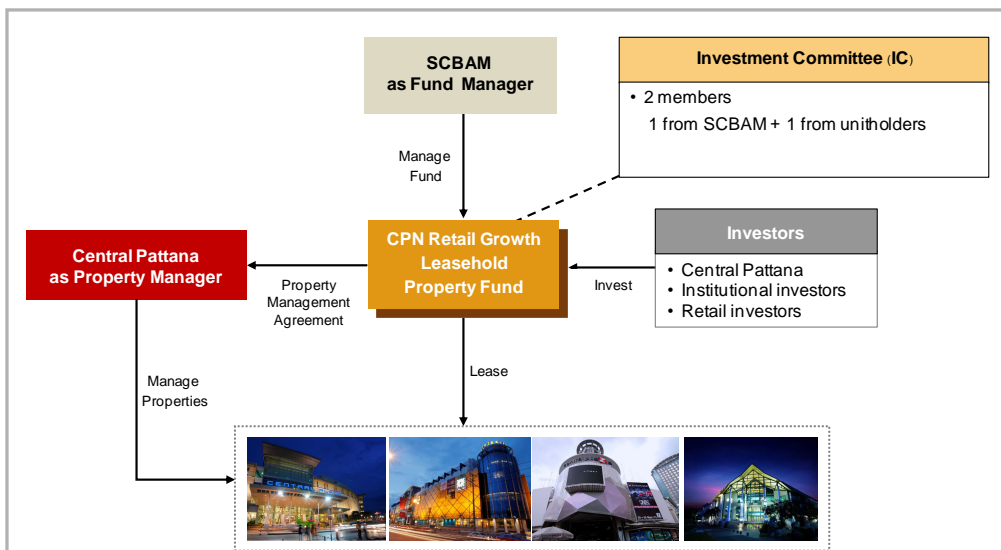 SCBAM
as Fund Manager
Investment Committee (IC)
• 2 members
1 from SCBAM + 1 from unitholders
Manage
Fund
CPN Retail Growth
Leasehold
Property Fund
Central Pattana
as Property Manager
Property
Management
Agreement
Invest
Investors
• Central Pattana
• Institutional investors
• Retail investors
Manage
Properties
Lease